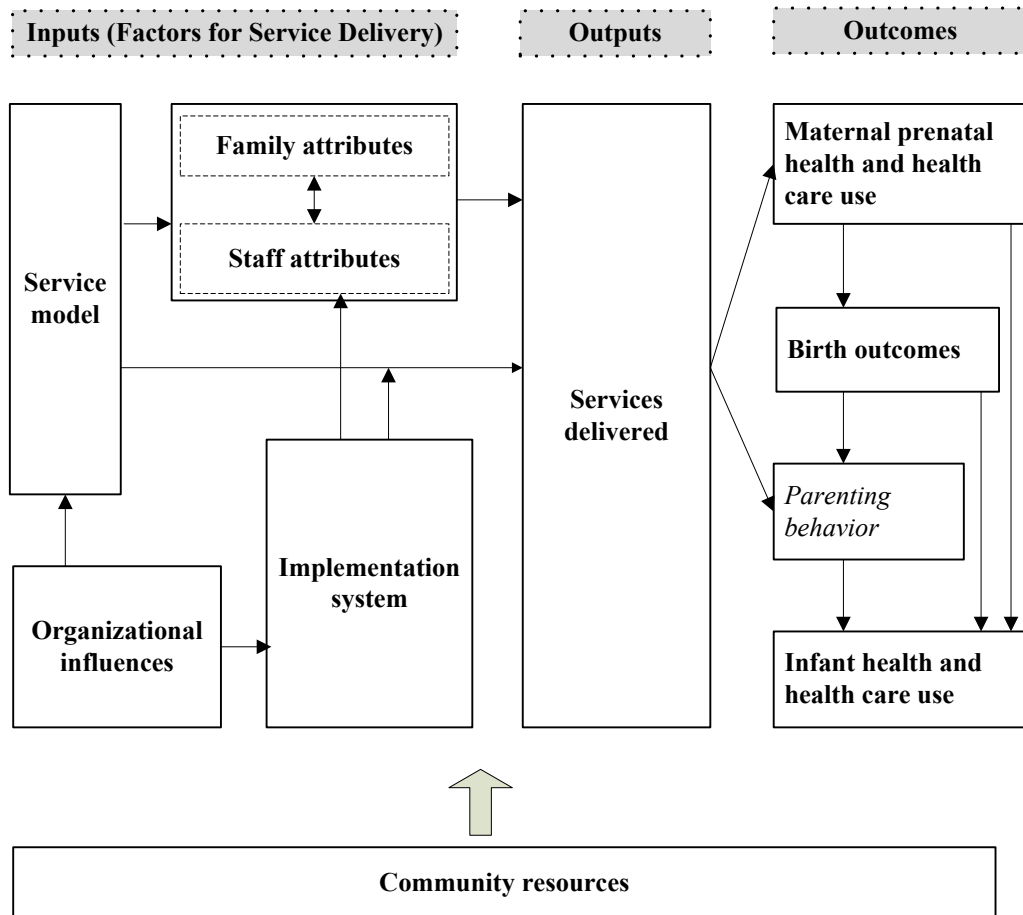 Inputs (Factors for Service Delivery)
Outputs
Outcomes
Family attributes
Staff attributes
Service
model
Organizational
influences
Implementation
system
Services
delivered
Maternal prenatal
health and health
care use
Birth outcomes
Parenting
behavior
Infant health and
health care use
Community resources